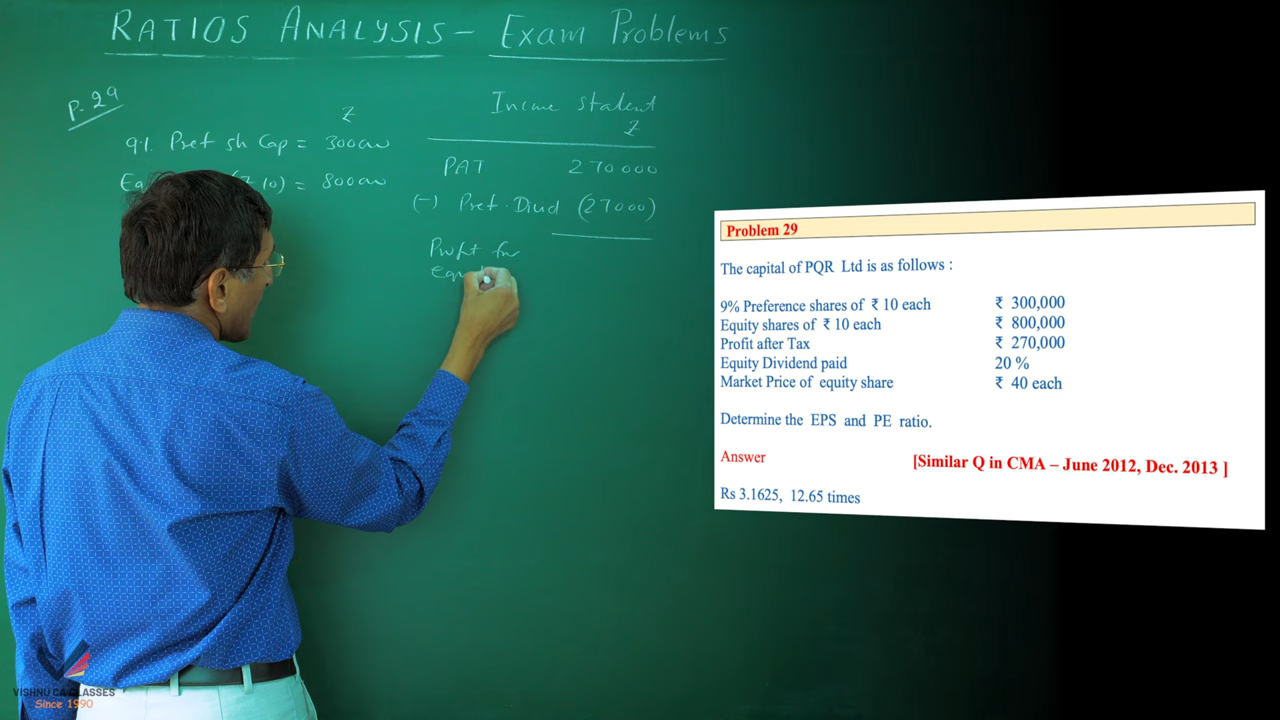 RATIOS ANALYSIS - Exam Problems
P-29
₹
9%. Pref sh Cap = 300000
10) = 800000
Income Statent
₹
PAT 270000
(-) Pref. Divid (27000)
Profit for
Equ
Problem 29
The capital of PQR Ltd is as follows :
9% Preference shares of ₹ 10 each ₹ 300,000
Equity shares of ₹ 10 each ₹ 800,000
Profit after Tax ₹ 270,000
Equity Dividend paid 20 %
Market Price of equity share ₹ 40 each
Determine the EPS and PE ratio.
Answer [Similar Q in CMA – June 2012, Dec. 2013 ]
Rs 3.1625, 12.65 times
VISHNU CA CLASSES
Since 1990